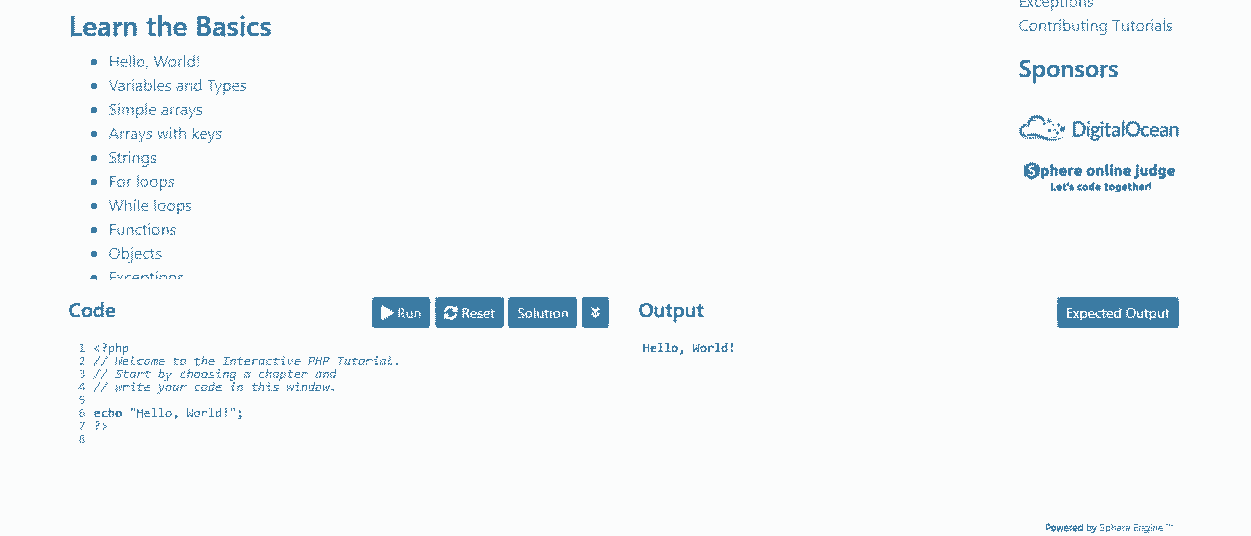 Learn the Basics
Hello, World!
Variables and Types
Simple arrays
Arrays with keys
Strings
For loops
While loops
Functions
Objects
Exceptions
Exceptions
Contributing Tutorials
Sponsors
DigitalOcean
Sphere online judge
Let's code together!
Code
Run
Reset
Solution
1 <?php
2 // Welcome to the Interactive PHP Tutorial.
3 // Start by choosing a chapter and
4 // write your code in this window.
5
6 echo "Hello, World!";
7 ?>
8
Output
Expected Output
Hello, World!
Powered by Sphere Engine™